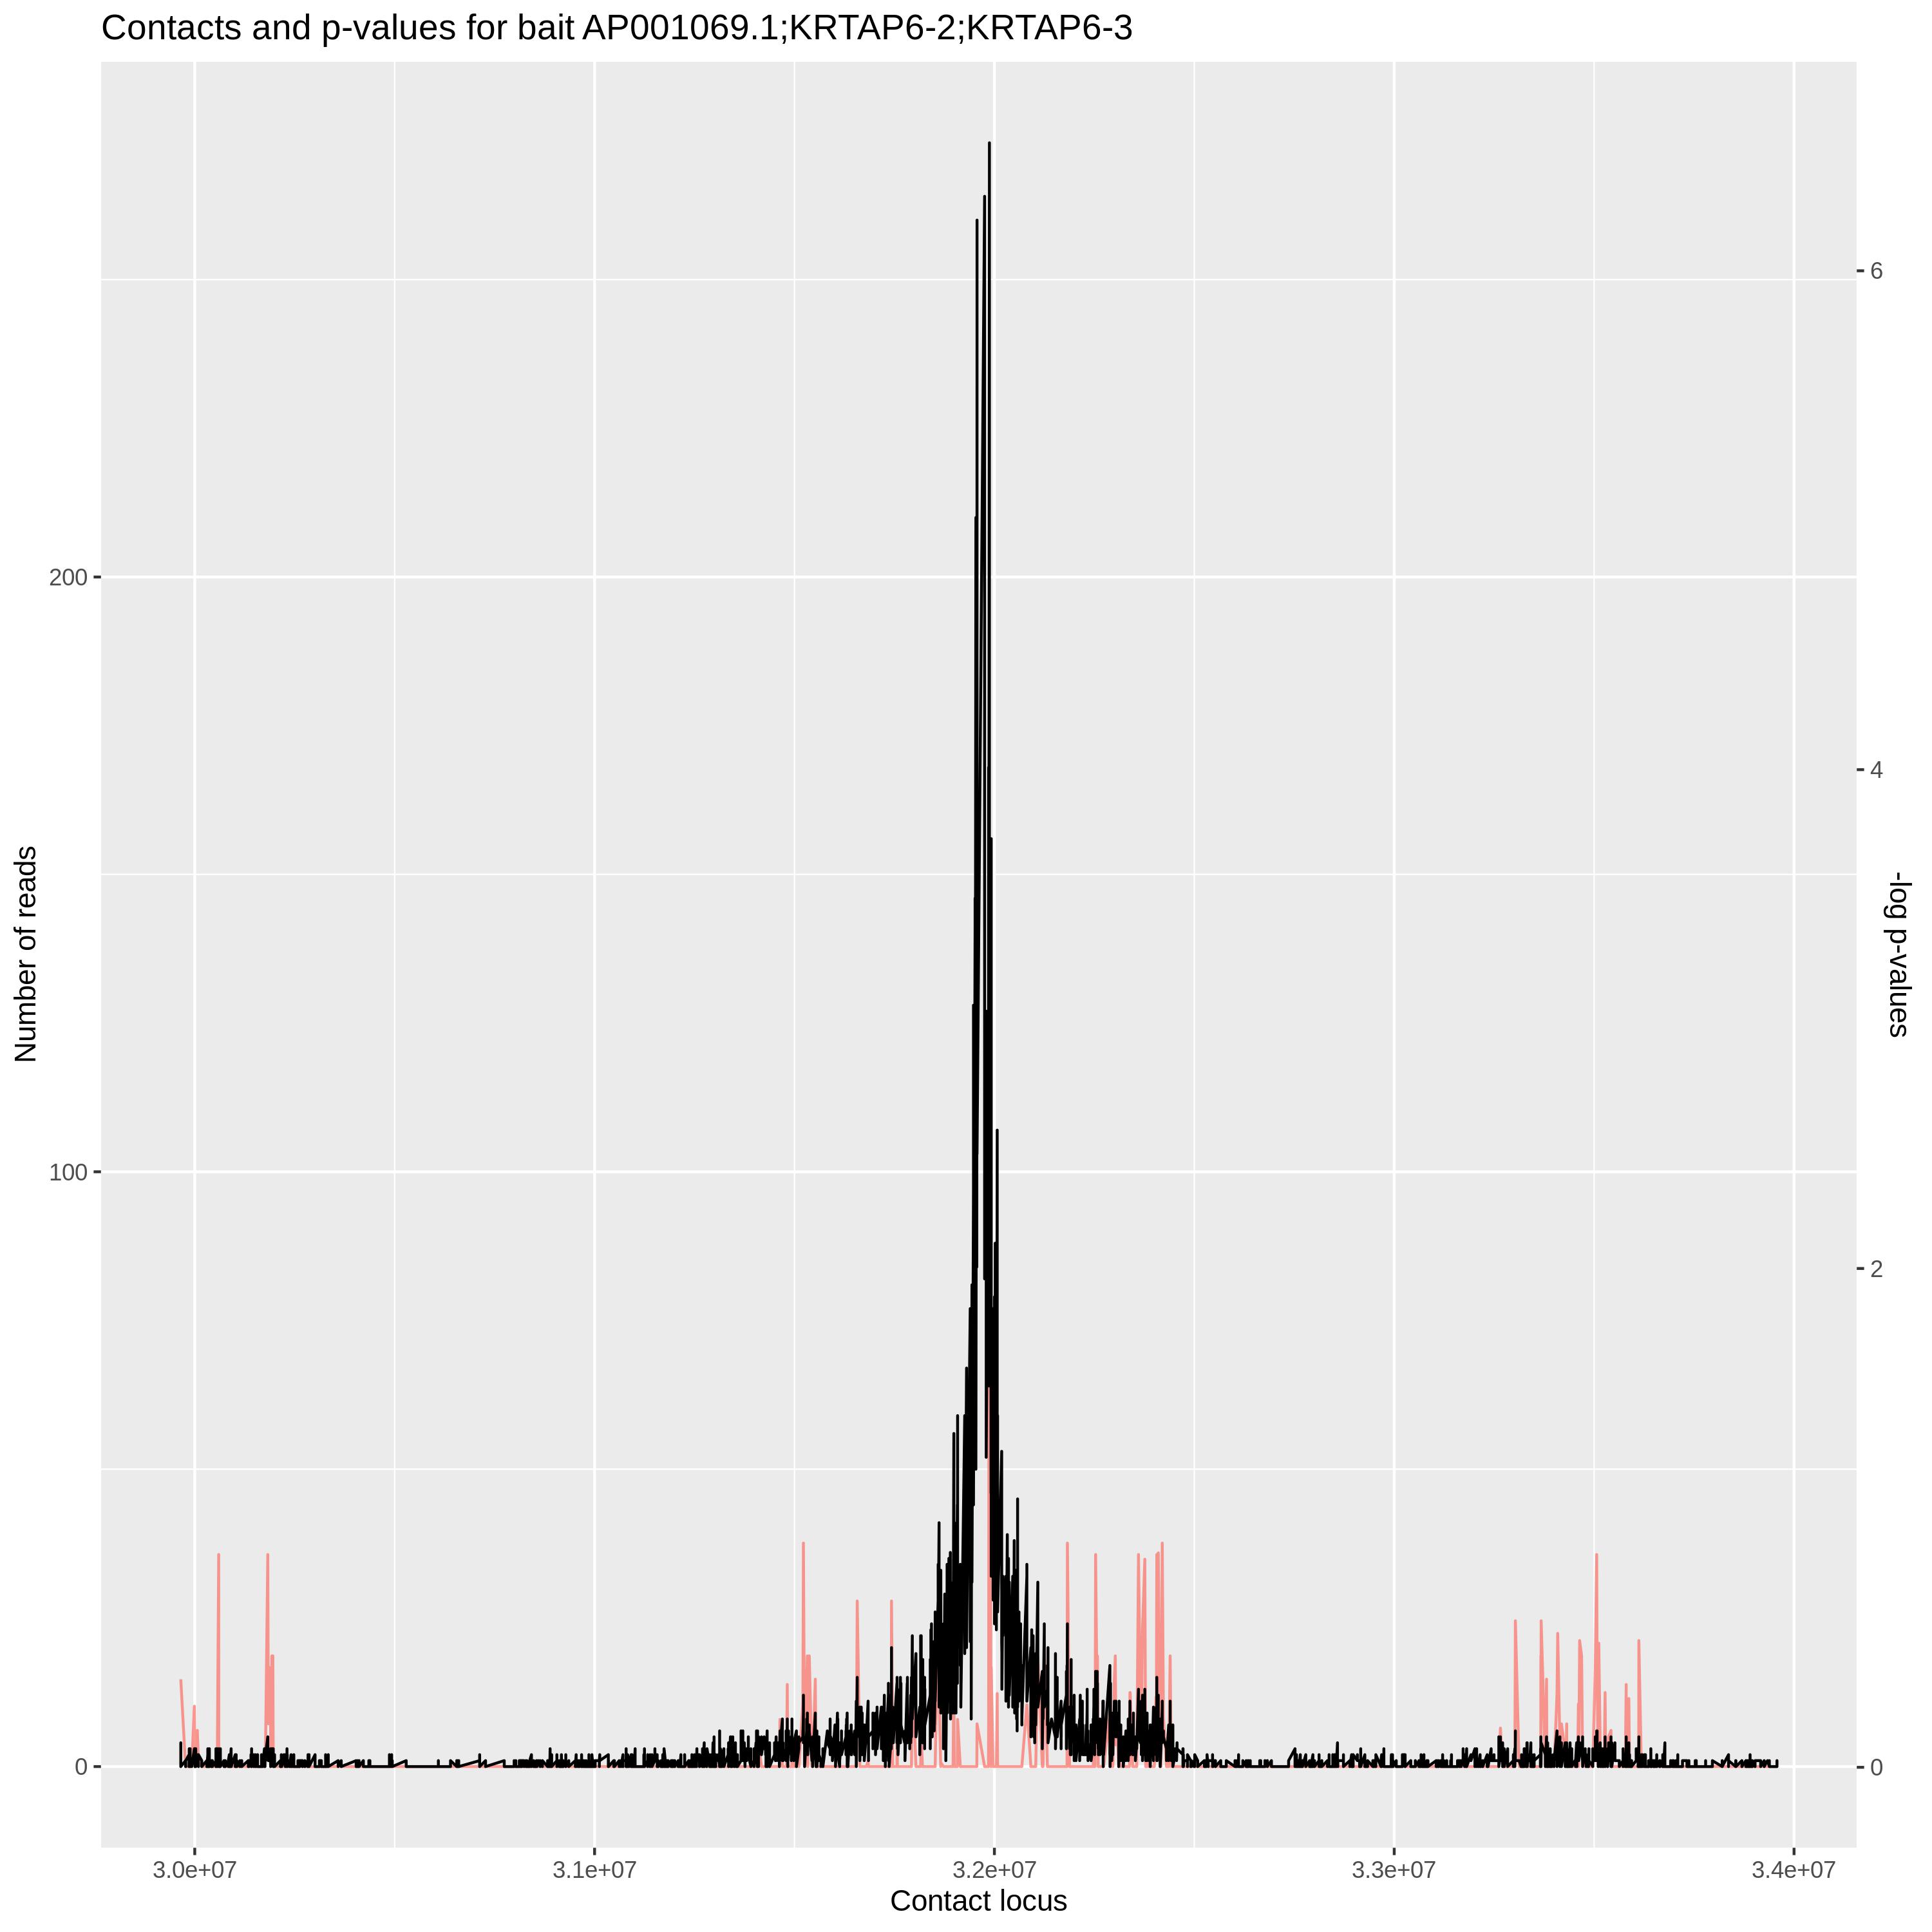 Contacts and p-values for bait AP001069.1;KRTAP6-2;KRTAP6-3
Number of reads
200
100
0
6
4
2
0
-log p-values
3.0e+07
3.1e+07
3.2e+07
3.3e+07
3.4e+07
Contact locus